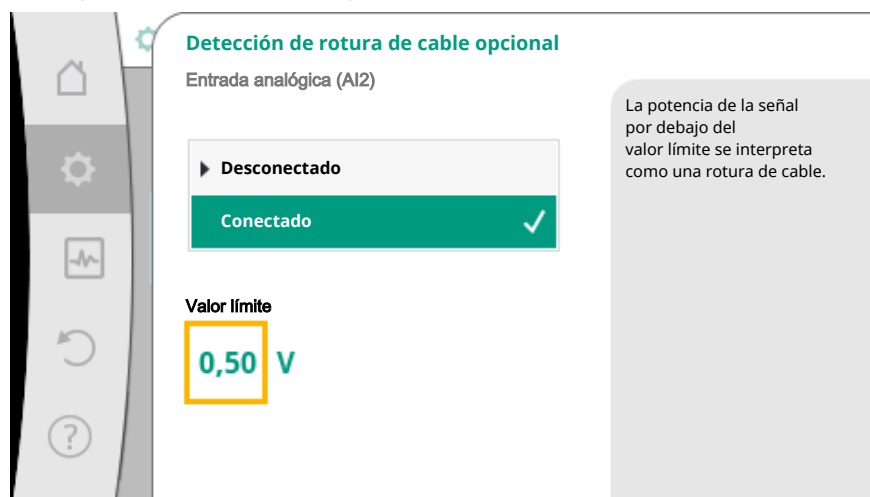 Detección de rotura de cable opcional
Entrada analógica (AI2)
Desconectado
Conectado
Valor límite
0,50 V
La potencia de la señal
por debajo del
valor límite se interpreta
como una rotura de cable.
?